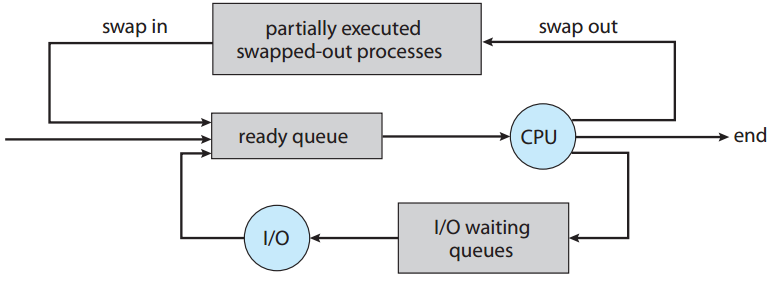 swap in
partially executed
swapped-out processes
swap out
ready queue
CPU
end
I/O
I/O waiting
queues